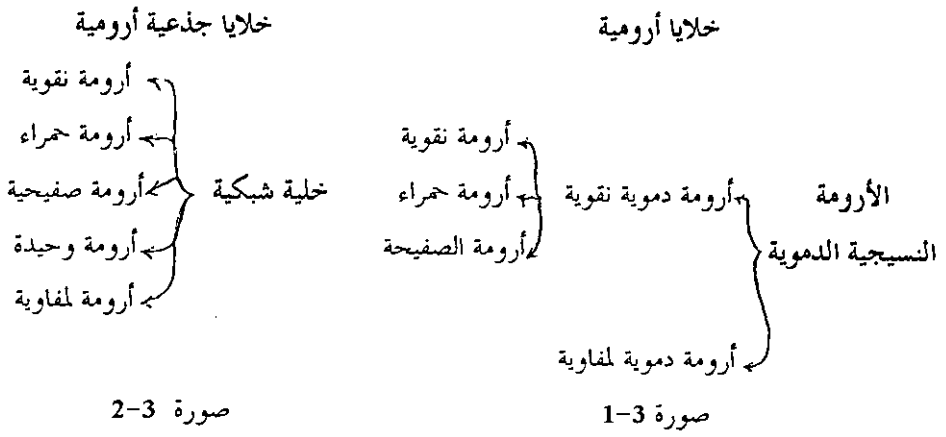 خلايا أرومية
خلايا جذعية أرومية
أرومة نقوية
أرومة حمراء
أرومة الصفيحة
أرومة دموية نقوية
الأرومة
النسيجية الدموية
أرومة دموية لمفاوية
صورة 3-1
أرومة نقوية
أرومة حمراء
أرومة صفيحية
أرومة وحيدة
أرومة لمفاوية
خلية شبكية
صورة 3-2